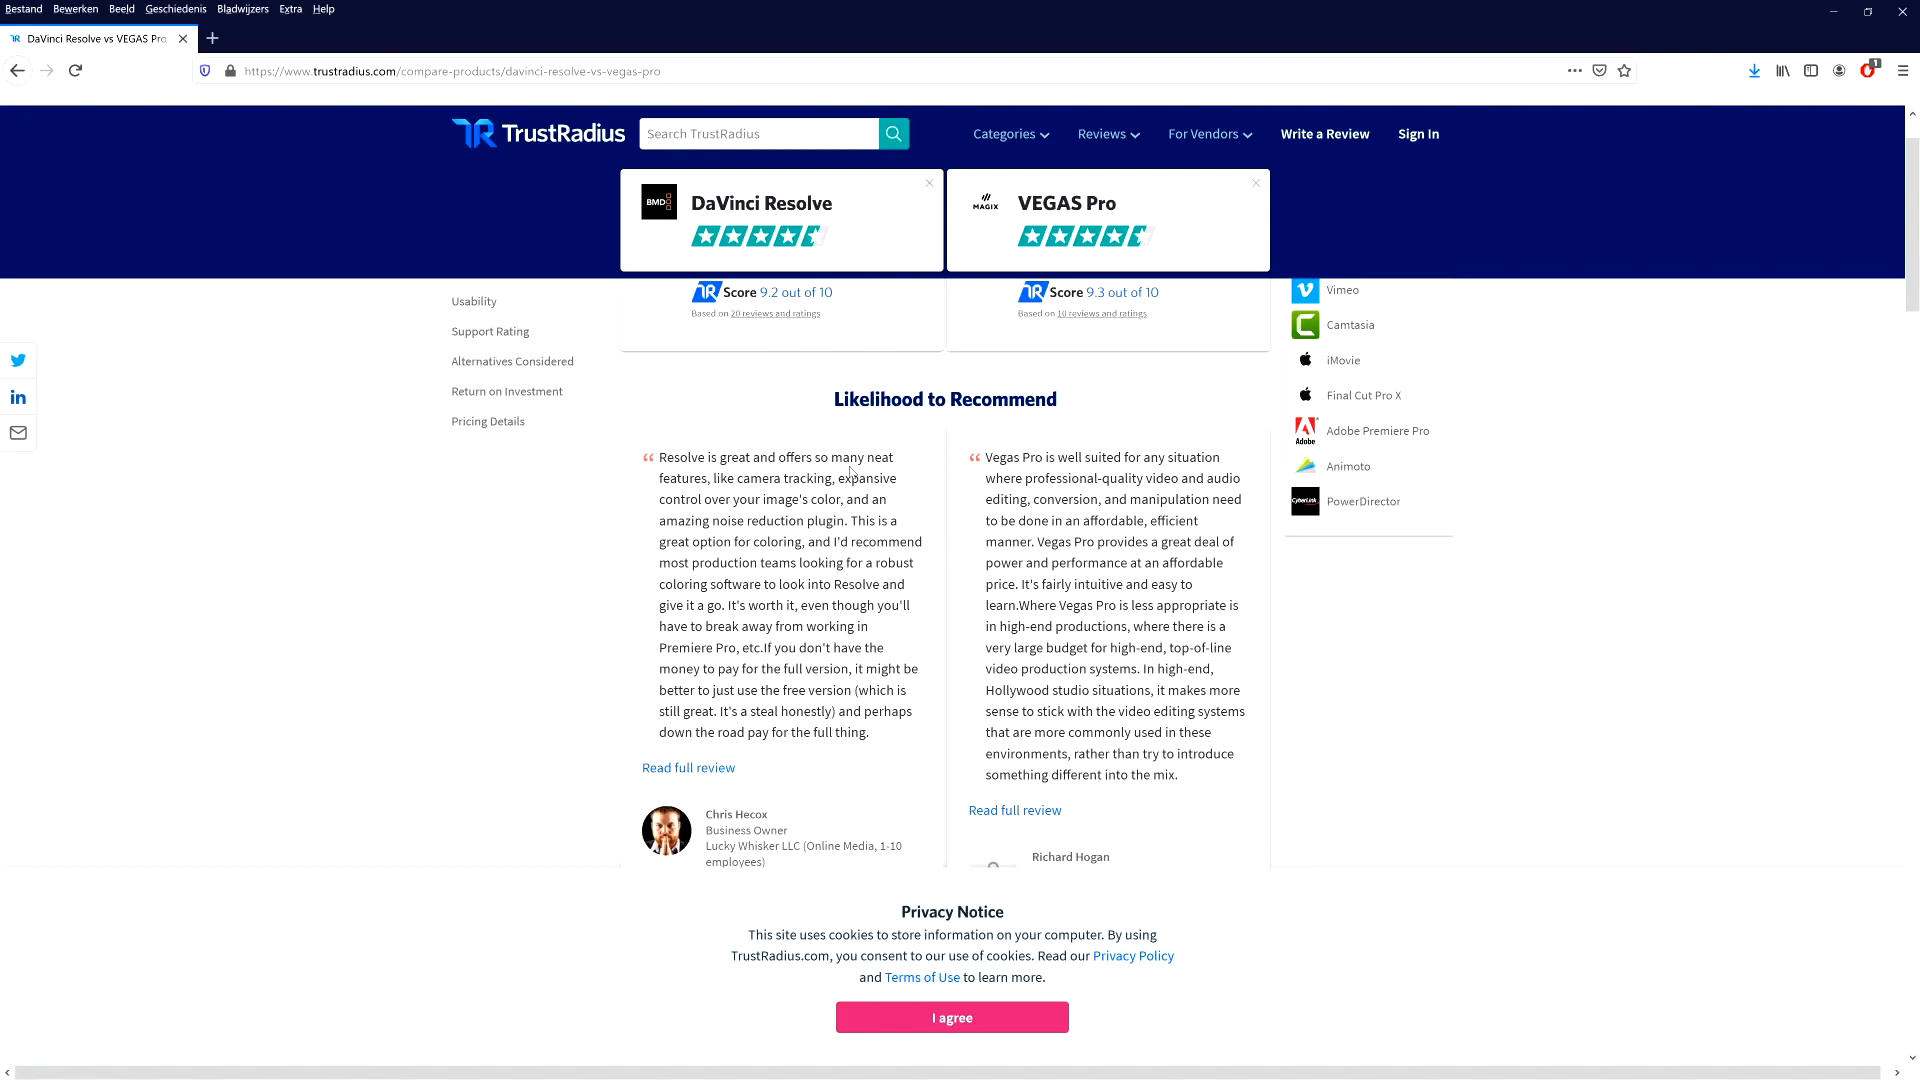 Bestand Bewerken Beeld Geschiedenis Bladwijzers Extra Help
DaVinci Resolve vs VEGAS Pro
https://www.trustradius.com/compare-products/davinci-resolve-vs-vegas-pro
1
TrustRadius
Search TrustRadius
Categories
Reviews
For Vendors
Write a Review
Sign In
BMD
DaVinci Resolve
MAGIX
VEGAS Pro
Score 9.2 out of 10
Based on 20 reviews and ratings
Score 9.3 out of 10
Based on 10 reviews and ratings
Usability
Support Rating
Alternatives Considered
Return on Investment
Pricing Details
Vimeo
Camtasia
iMovie
Final Cut Pro X
Adobe
Adobe Premiere Pro
Animoto
CyberLink
PowerDirector
Likelihood to Recommend
“ Resolve is great and offers so many neat
features, like camera tracking, expansive
control over your image's color, and an
amazing noise reduction plugin. This is a
great option for coloring, and I'd recommend
most production teams looking for a robust
coloring software to look into Resolve and
give it a go. It's worth it, even though you'll
have to break away from working in
Premiere Pro, etc.If you don't have the
money to pay for the full version, it might be
better to just use the free version (which is
still great. It's a steal honestly) and perhaps
down the road pay for the full thing.
Read full review
Chris Hecox
Business Owner
Lucky Whisker LLC (Online Media, 1-10
employees)
“ Vegas Pro is well suited for any situation
where professional-quality video and audio
editing, conversion, and manipulation need
to be done in an affordable, efficient
manner. Vegas Pro provides a great deal of
power and performance at an affordable
price. It's fairly intuitive and easy to
learn.Where Vegas Pro is less appropriate is
in high-end productions, where there is a
very large budget for high-end, top-of-line
video production systems. In high-end,
Hollywood studio situations, it makes more
sense to stick with the video editing systems
that are more commonly used in these
environments, rather than try to introduce
something different into the mix.
Read full review
Richard Hogan
Privacy Notice
This site uses cookies to store information on your computer. By using
TrustRadius.com, you consent to our use of cookies. Read our Privacy Policy
and Terms of Use to learn more.
I agree